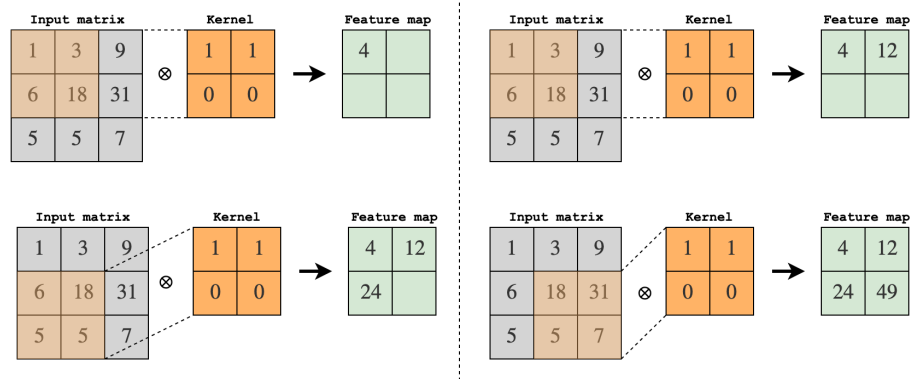 Input matrix Kernel Feature map
1 3 9 ⊗ 1 1 4
6 18 31 0 0
5 5 7
Input matrix Kernel Feature map
1 3 9 ⊗ 1 1 4 12
6 18 31 0 0
5 5 7
Input matrix Kernel Feature map
1 3 9 1 1 4 12
6 18 31 ⊗ 0 0 24
5 5 7
Input matrix Kernel Feature map
1 3 9 1 1 4 12
6 18 31 ⊗ 0 0 24 49
5 5 7